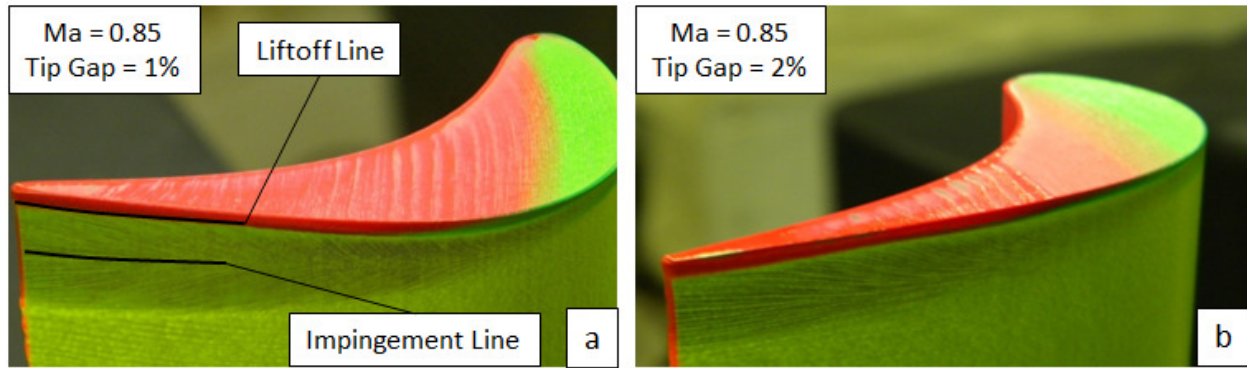 Ma = 0.85
Tip Gap = 1%
Liftoff Line
Impingement Line
a
Ma = 0.85
Tip Gap = 2%
b